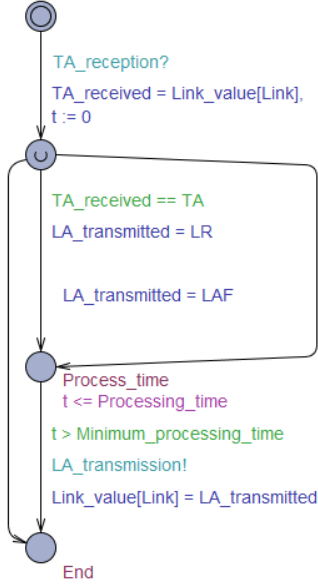 TA_reception?
TA_received = Link_value[Link],
t := 0
TA_received == TA
LA_transmitted = LR
LA_transmitted = LAF
Process_time
t <= Processing_time
t > Minimum_processing_time
LA_transmission!
Link_value[Link] = LA_transmitted
End